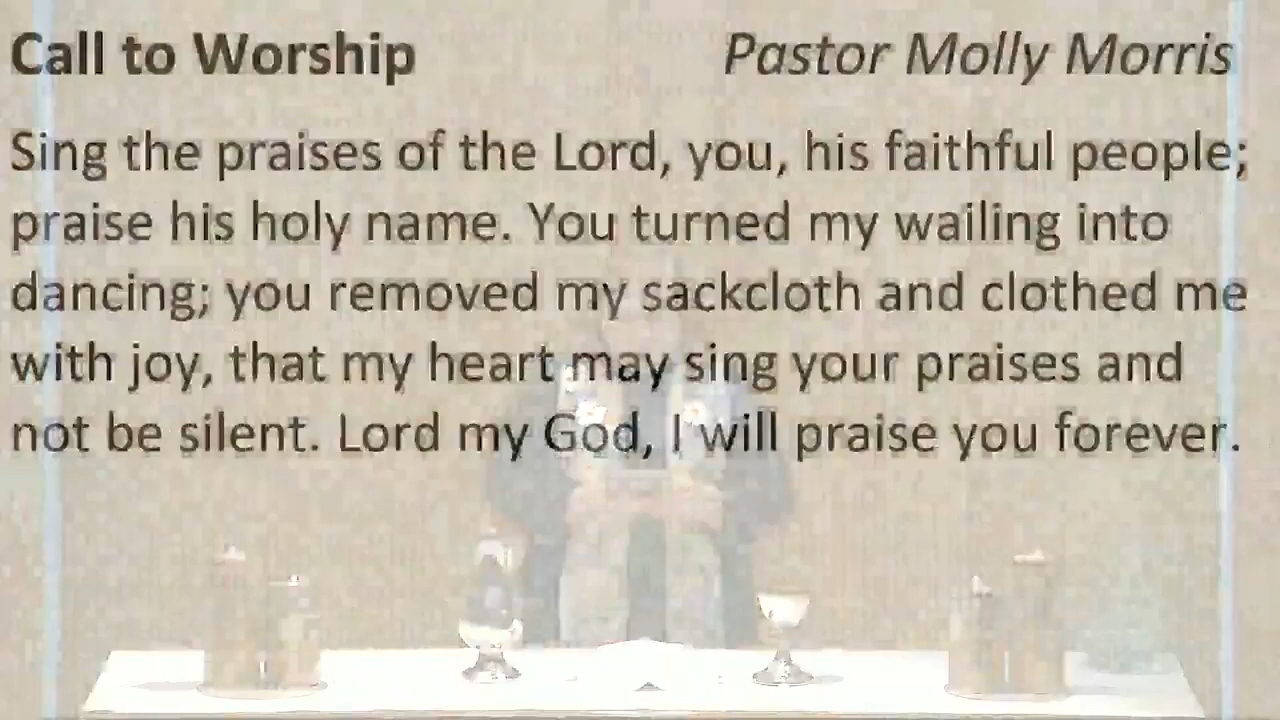 Call to Worship Pastor Molly Morris
Sing the praises of the Lord, you, his faithful people;
praise his holy name. You turned my wailing into
dancing; you removed my sackcloth and clothed me
with joy, that my heart may sing your praises and
not be silent. Lord my God, I will praise you forever.